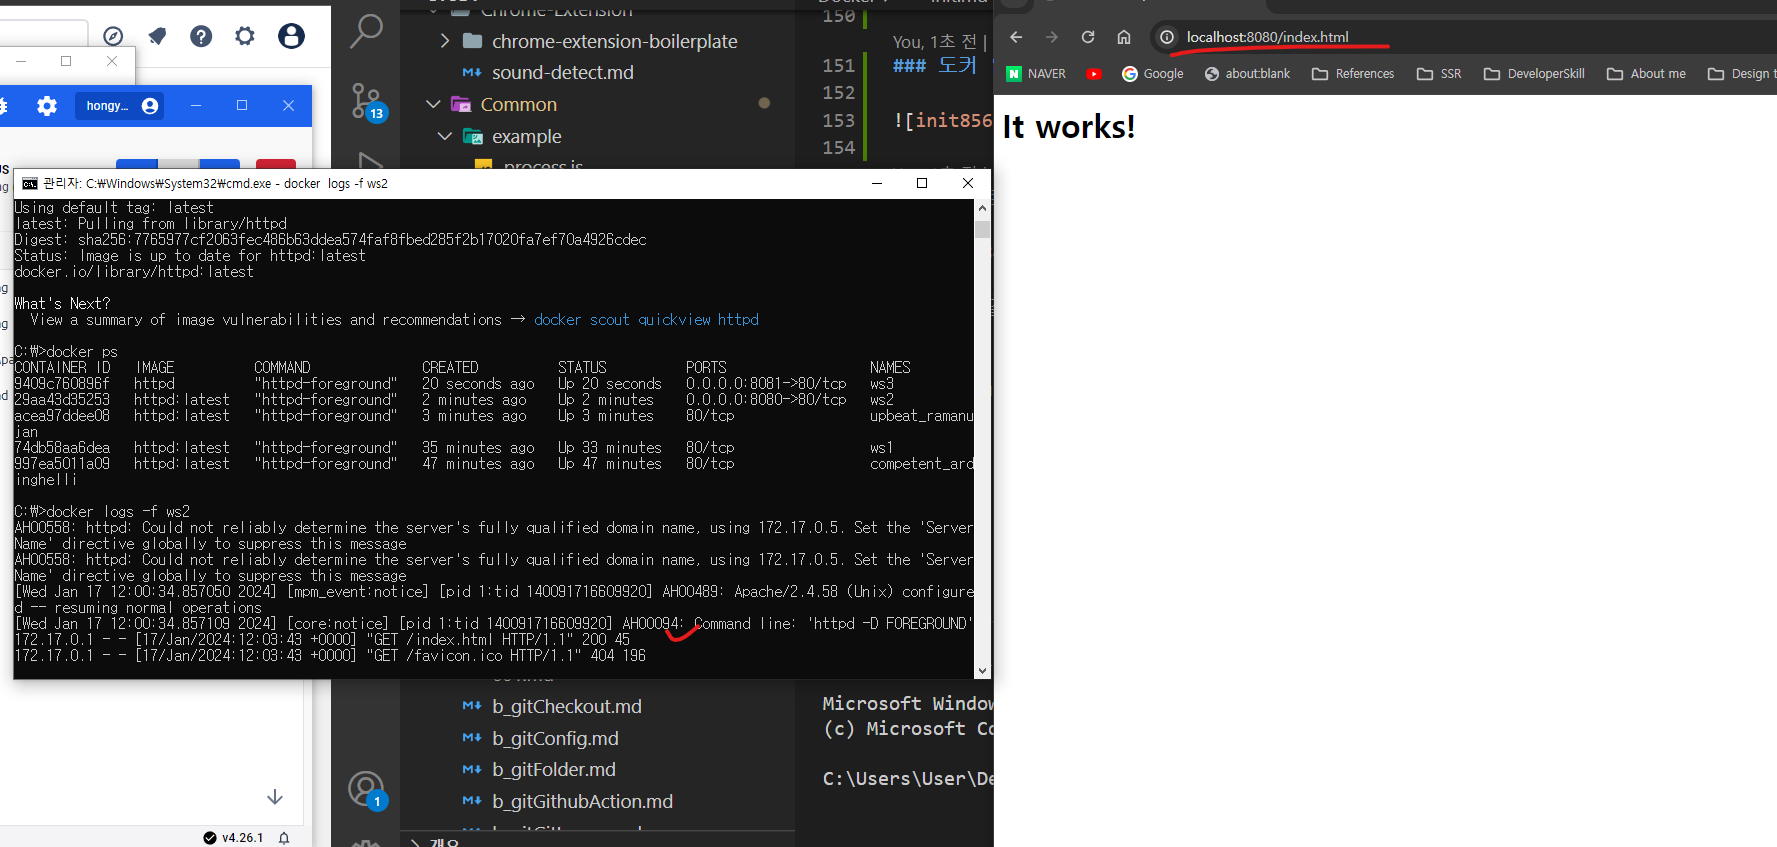 hongy...
v4.26.1
13
1
Chrome-Extension
chrome-extension-boilerplate
sound-detect.md
Common
example
process.js
b_gitCheckout.md
b_gitConfig.md
b_gitFolder.md
b_gitGithubAction.md
개요
150
You, 1초 전 |
151 ### 도커
152
153 ![init856
154
Microsoft Window
(c) Microsoft Co
C:\Users\User\De
관리자: C:₩Windows₩System32₩cmd.exe - docker logs -f ws2
Using default tag: latest
latest: Pulling from library/httpd
Digest: sha256:7765977cf2063fec486b63ddea574faf8fbed285f2b17020fa7ef70a4926cdec
Status: Image is up to date for httpd:latest
docker.io/library/httpd:latest
What's Next?
View a summary of image vulnerabilities and recommendations → docker scout quickview httpd
C:₩>docker ps
CONTAINER ID IMAGE COMMAND CREATED STATUS PORTS NAMES
9409c760896f httpd "httpd-foreground" 20 seconds ago Up 20 seconds 0.0.0.0:8081->80/tcp ws3
29aa43d35253 httpd:latest "httpd-foreground" 2 minutes ago Up 2 minutes 0.0.0.0:8080->80/tcp ws2
acea97ddee08 httpd:latest "httpd-foreground" 3 minutes ago Up 3 minutes 80/tcp upbeat_ramanu
jan
74db58aa6dea httpd:latest "httpd-foreground" 35 minutes ago Up 33 minutes 80/tcp ws1
997ea5011a09 httpd:latest "httpd-foreground" 47 minutes ago Up 47 minutes 80/tcp competent_ard
inghelli
C:₩>docker logs -f ws2
AH00558: httpd: Could not reliably determine the server's fully qualified domain name, using 172.17.0.5. Set the 'Server
Name' directive globally to suppress this message
AH00558: httpd: Could not reliably determine the server's fully qualified domain name, using 172.17.0.5. Set the 'Server
Name' directive globally to suppress this message
[Wed Jan 17 12:00:34.857050 2024] [mpm_event:notice] [pid 1:tid 140091716609920] AH00489: Apache/2.4.58 (Unix) configure
d -- resuming normal operations
[Wed Jan 17 12:00:34.857109 2024] [core:notice] [pid 1:tid 140091716609920] AH00094: Command line: 'httpd -D FOREGROUND'
172.17.0.1 - - [17/Jan/2024:12:03:43 +0000] "GET /index.html HTTP/1.1" 200 45
172.17.0.1 - - [17/Jan/2024:12:03:43 +0000] "GET /favicon.ico HTTP/1.1" 404 196
localhost:8080/index.html
NAVER Google about:blank References SSR DeveloperSkill About me Design t
It works!